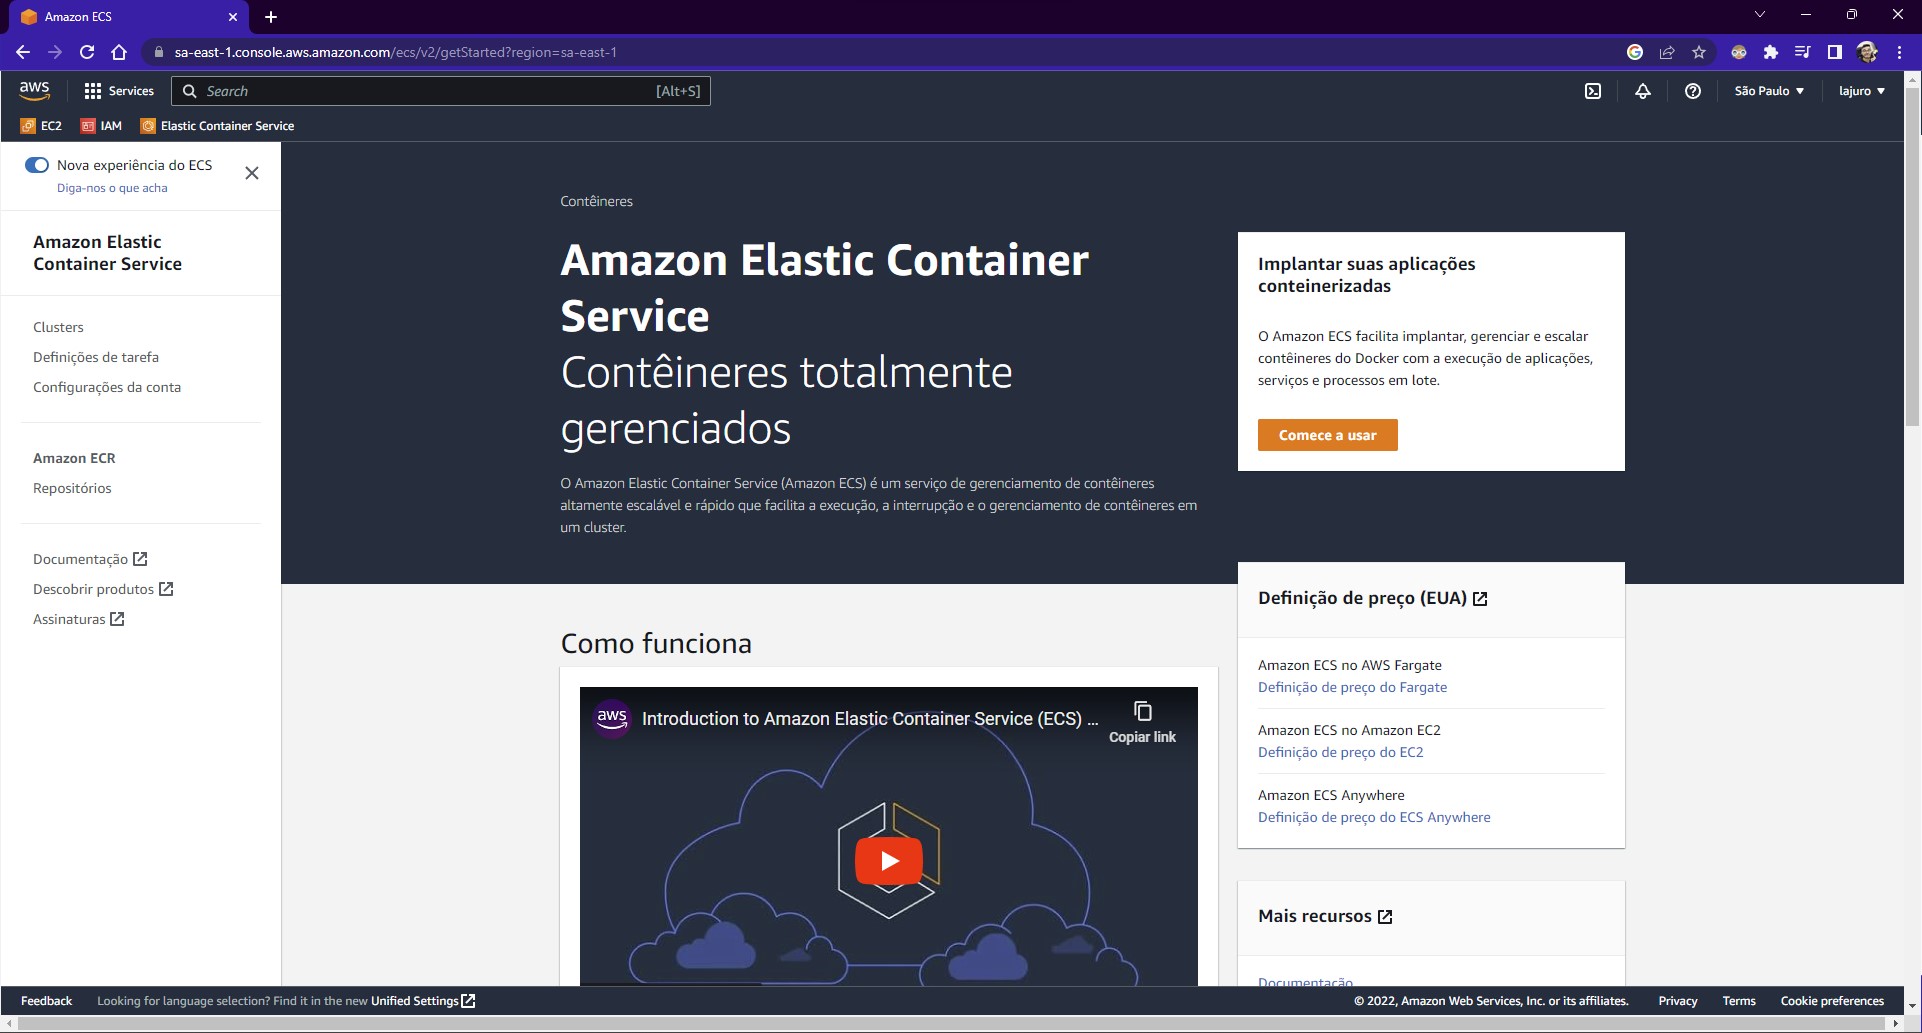 Amazon ECS
sa-east-1.console.aws.amazon.com/ecs/v2/getStarted?region=sa-east-1
aws
Services
Search
[Alt+S]
São Paulo
lajuro
EC2
IAM
Elastic Container Service
Nova experiência do ECS
Diga-nos o que acha
Amazon Elastic
Container Service
Clusters
Definições de tarefa
Configurações da conta
Amazon ECR
Repositórios
Documentação
Descobrir produtos
Assinaturas
Contêineres
Amazon Elastic Container
Service
Contêineres totalmente
gerenciados
O Amazon Elastic Container Service (Amazon ECS) é um serviço de gerenciamento de contêineres
altamente escalável e rápido que facilita a execução, a interrupção e o gerenciamento de contêineres em
um cluster.
Implantar suas aplicações
conteinerizadas
O Amazon ECS facilita implantar, gerenciar e escalar
contêineres do Docker com a execução de aplicações,
serviços e processos em lote.
Comece a usar
Como funciona
aws
Introduction to Amazon Elastic Container Service (ECS) ...
Copiar link
Definição de preço (EUA)
Amazon ECS no AWS Fargate
Definição de preço do Fargate
Amazon ECS no Amazon EC2
Definição de preço do EC2
Amazon ECS Anywhere
Definição de preço do ECS Anywhere
Mais recursos
Documentação
Feedback
Looking for language selection? Find it in the new Unified Settings
© 2022, Amazon Web Services, Inc. or its affiliates.
Privacy
Terms
Cookie preferences